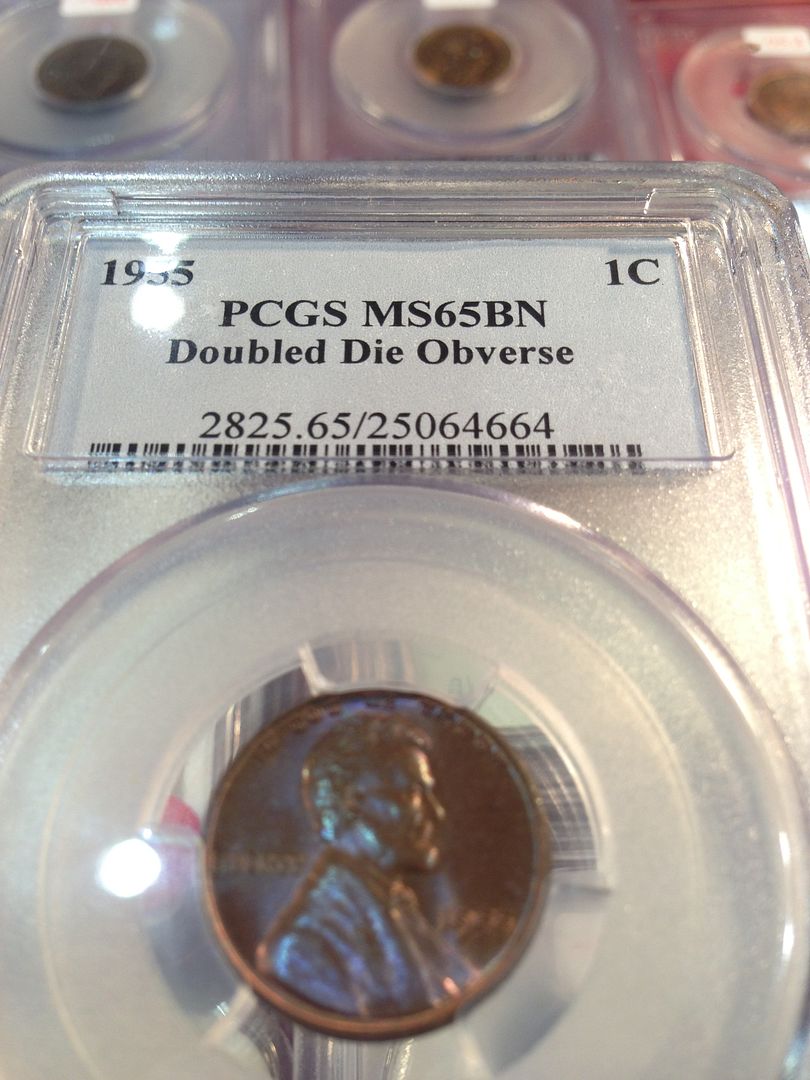 1955 1C
PCGS MS65BN
Doubled Die Obverse
2825.65/25064664